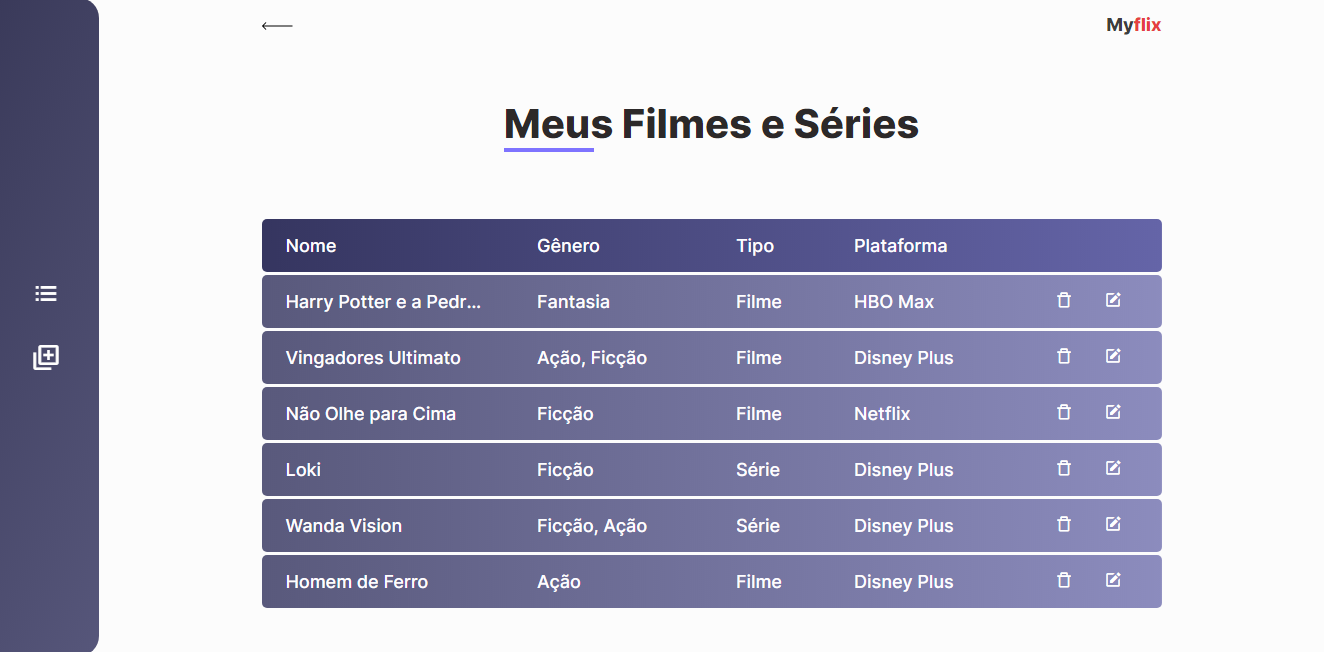 Myflix
Meus Filmes e Séries
Nome Gênero Tipo Plataforma
Harry Potter e a Pedr... Fantasia Filme HBO Max
Vingadores Ultimato Ação, Ficção Filme Disney Plus
Não Olhe para Cima Ficção Filme Netflix
Loki Ficção Série Disney Plus
Wanda Vision Ficção, Ação Série Disney Plus
Homem de Ferro Ação Filme Disney Plus